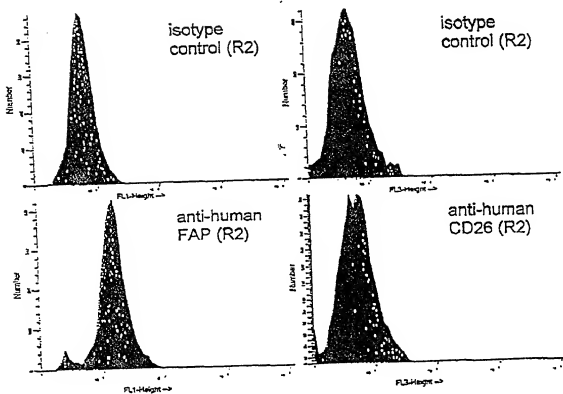 isotype
control (R2)
Number
FL1-Height →
isotype
control (R2)
Number
FL3-Height →
anti-human
FAP (R2)
Number
FL1-Height →
anti-human
CD26 (R2)
Number
FL3-Height →